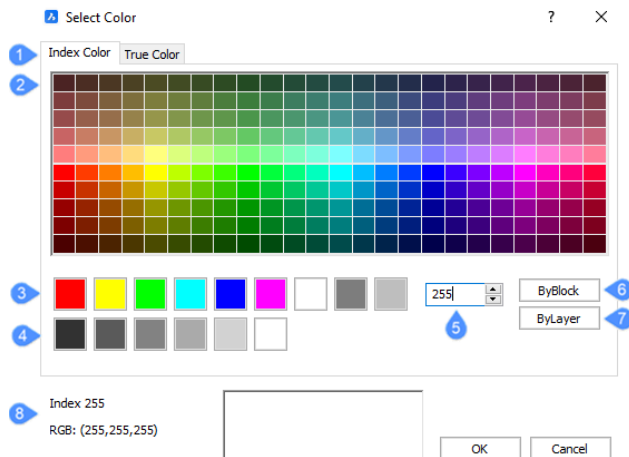 Select Color
?
1
Index Color
True Color
2
3
255
ByBlock
6
ByLayer
7
4
5
8
Index 255
RGB: (255,255,255)
OK
Cancel